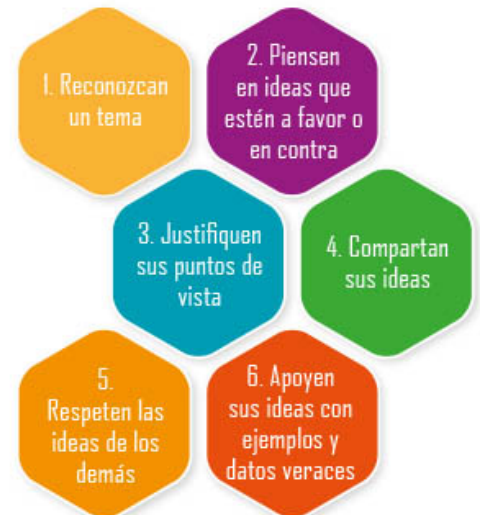 1. Reconozcan
un tema
2. Piensen
en ideas que
estén a favor o
en contra
3. Justifiquen
sus puntos de
vista
4. Compartan
sus ideas
5.
Respeten las
ideas de los
demás
6. Apoyen
sus ideas con
ejemplos y
datos veraces